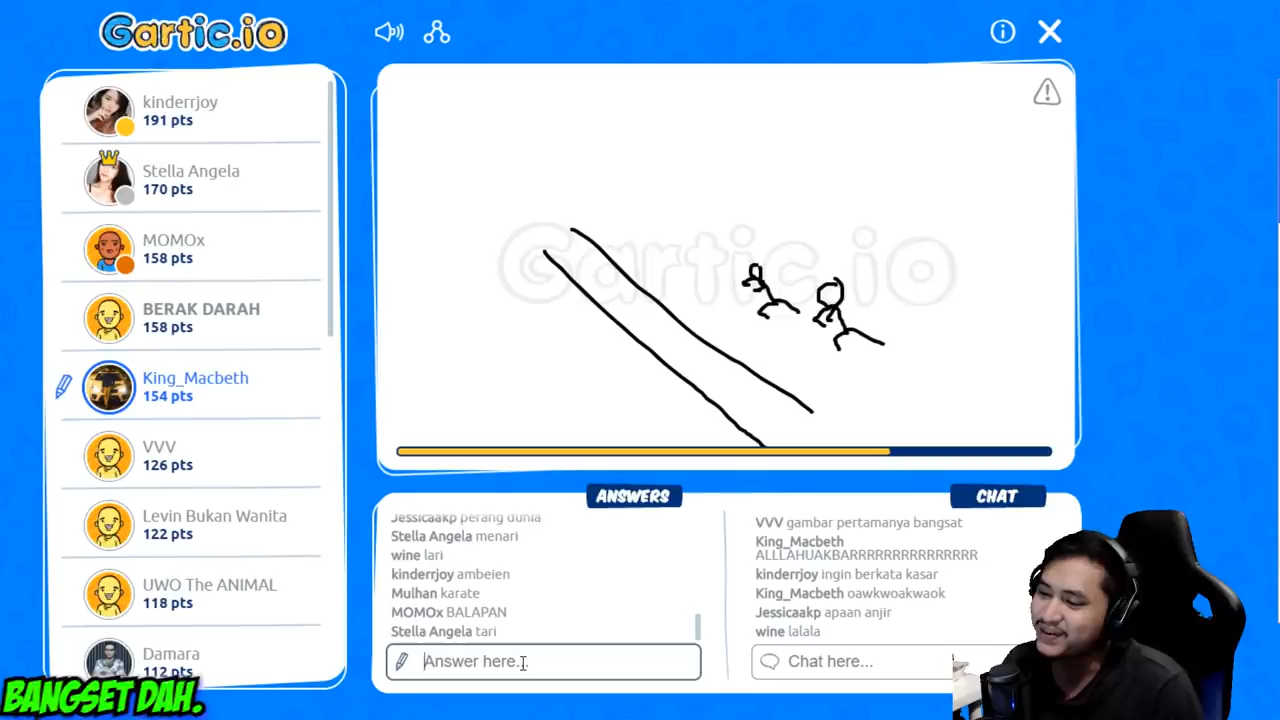 Gartic.io
kinderrjoy
191 pts
Stella Angela
170 pts
MOMOx
158 pts
BERAK DARAH
158 pts
King_Macbeth
154 pts
VVV
126 pts
Levin Bukan Wanita
122 pts
UWO The ANIMAL
118 pts
Damara
112 pts
BANGSET DAH.
Gartic.io
ANSWERS
Jessicaakp perang dunia
Stella Angela menari
wine lari
kinderrjoy ambeien
Mulhan karate
MOMOx BALAPAN
Stella Angela tari
Answer here...
CHAT
VVV gambar pertamanya bangsat
King_Macbeth
ALLLAHUAKBARRRRRRRRRRRRRRR
kinderrjoy ingin berkata kasar
King_Macbeth oawkwoakwaok
Jessicaakp apaan anjir
wine lalala
Chat here...